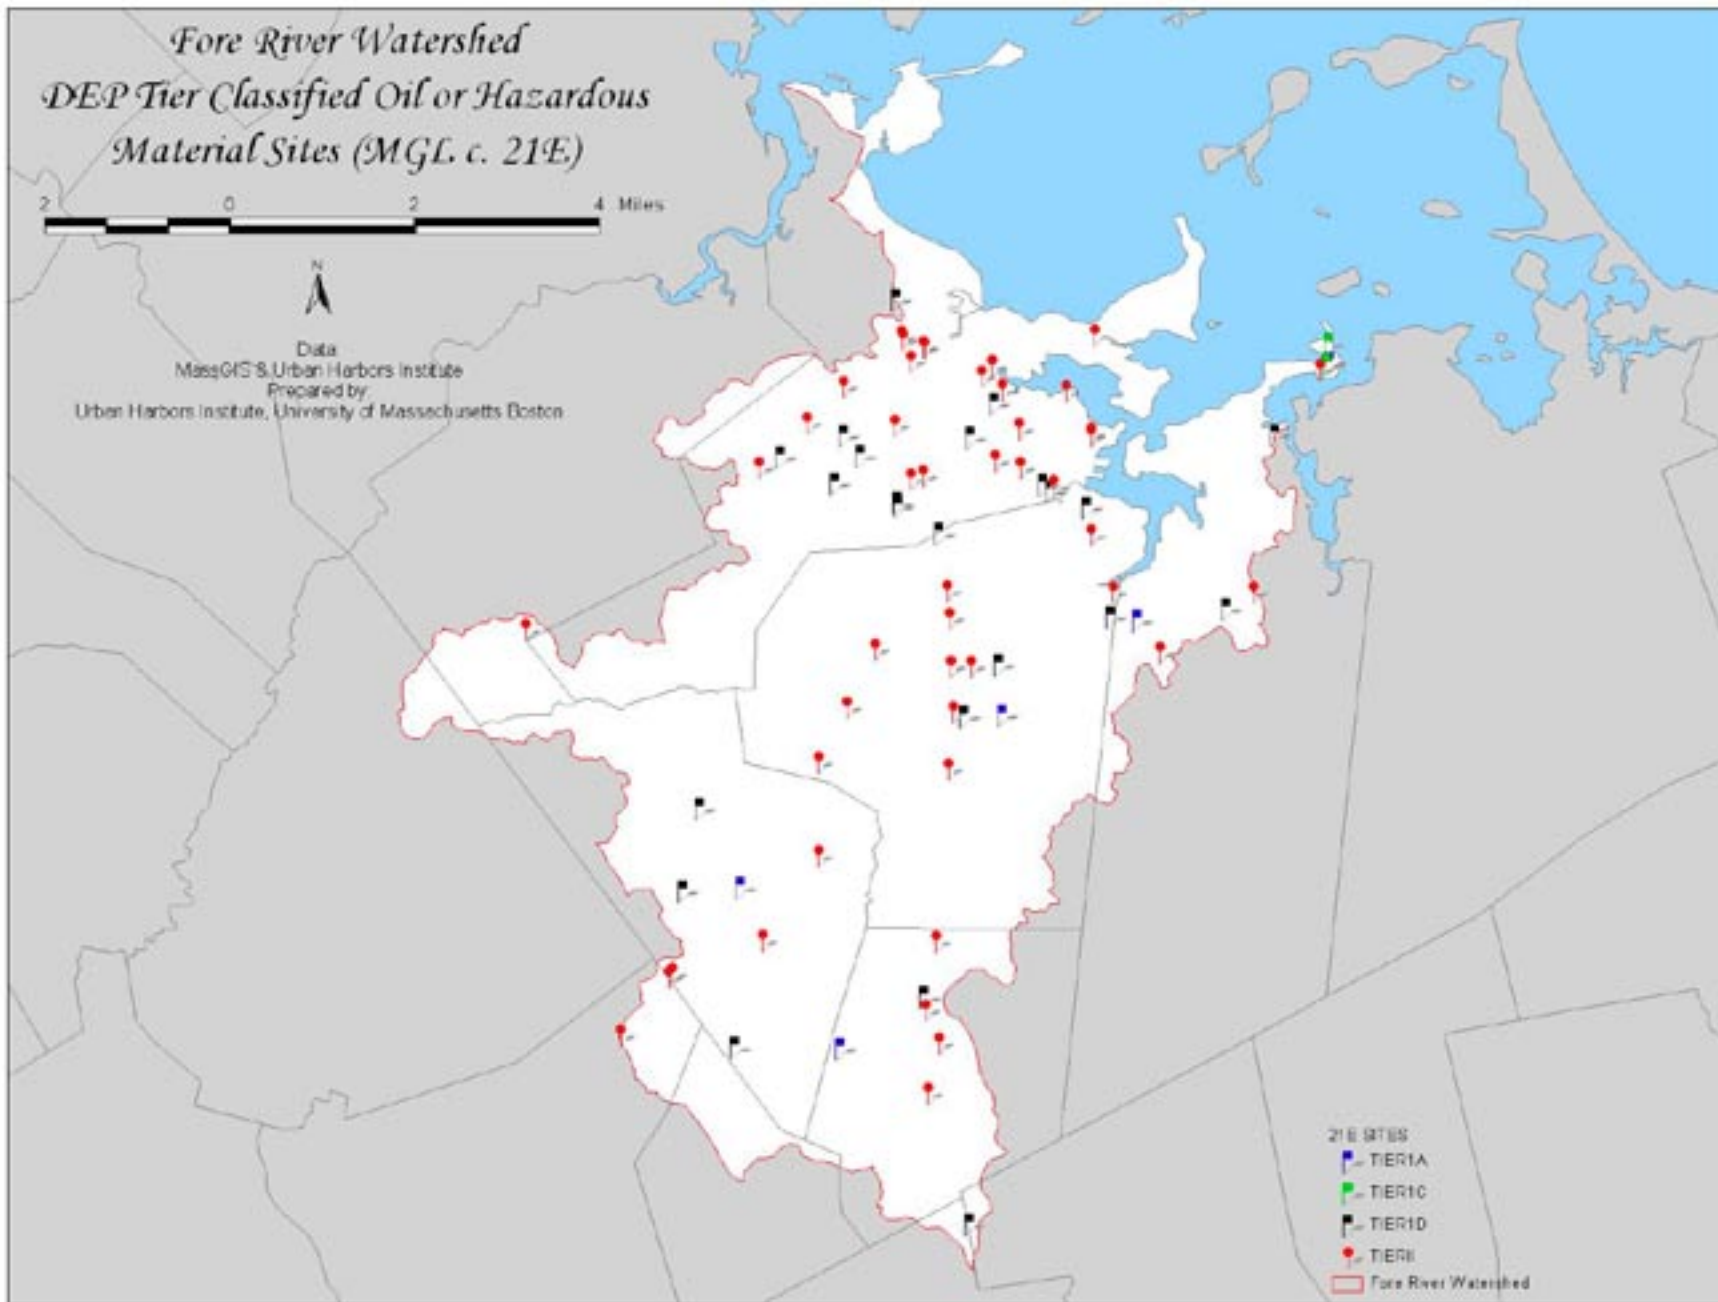 Fore River Watershed
DEP Tier Classified Oil or Hazardous
Material Sites (MGL c. 21E)
2 0 2 4 Miles
N
Data
MassGIS & Urban Harbors Institute
Prepared by:
Urban Harbors Institute, University of Massachusetts Boston
21E SITES
TIER1A
TIER1C
TIER1D
TIERII
Fore River Watershed